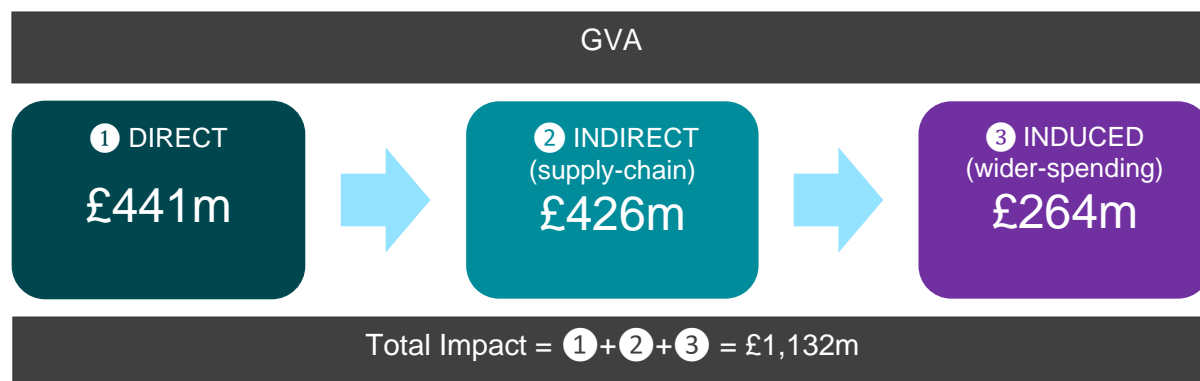 GVA
❶ DIRECT
£441m
❷ INDIRECT
(supply-chain)
£426m
❸ INDUCED
(wider-spending)
£264m
Total Impact = ❶+❷+❸ = £1,132m